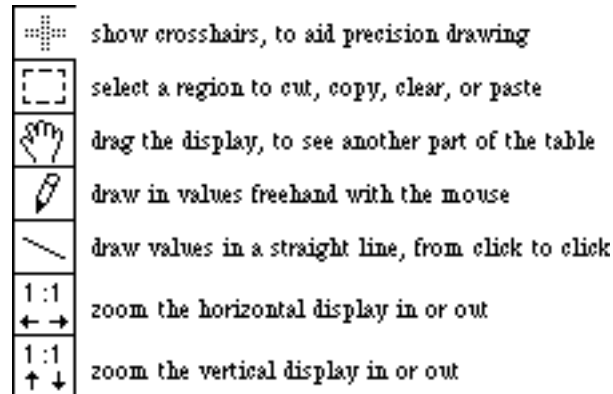 show crosshairs, to aid precision drawing
select a region to cut, copy, clear, or paste
drag the display, to see another part of the table
draw in values freehand with the mouse
draw values in a straight line, from click to click
1:1
zoom the horizontal display in or out
1:1
zoom the vertical display in or out